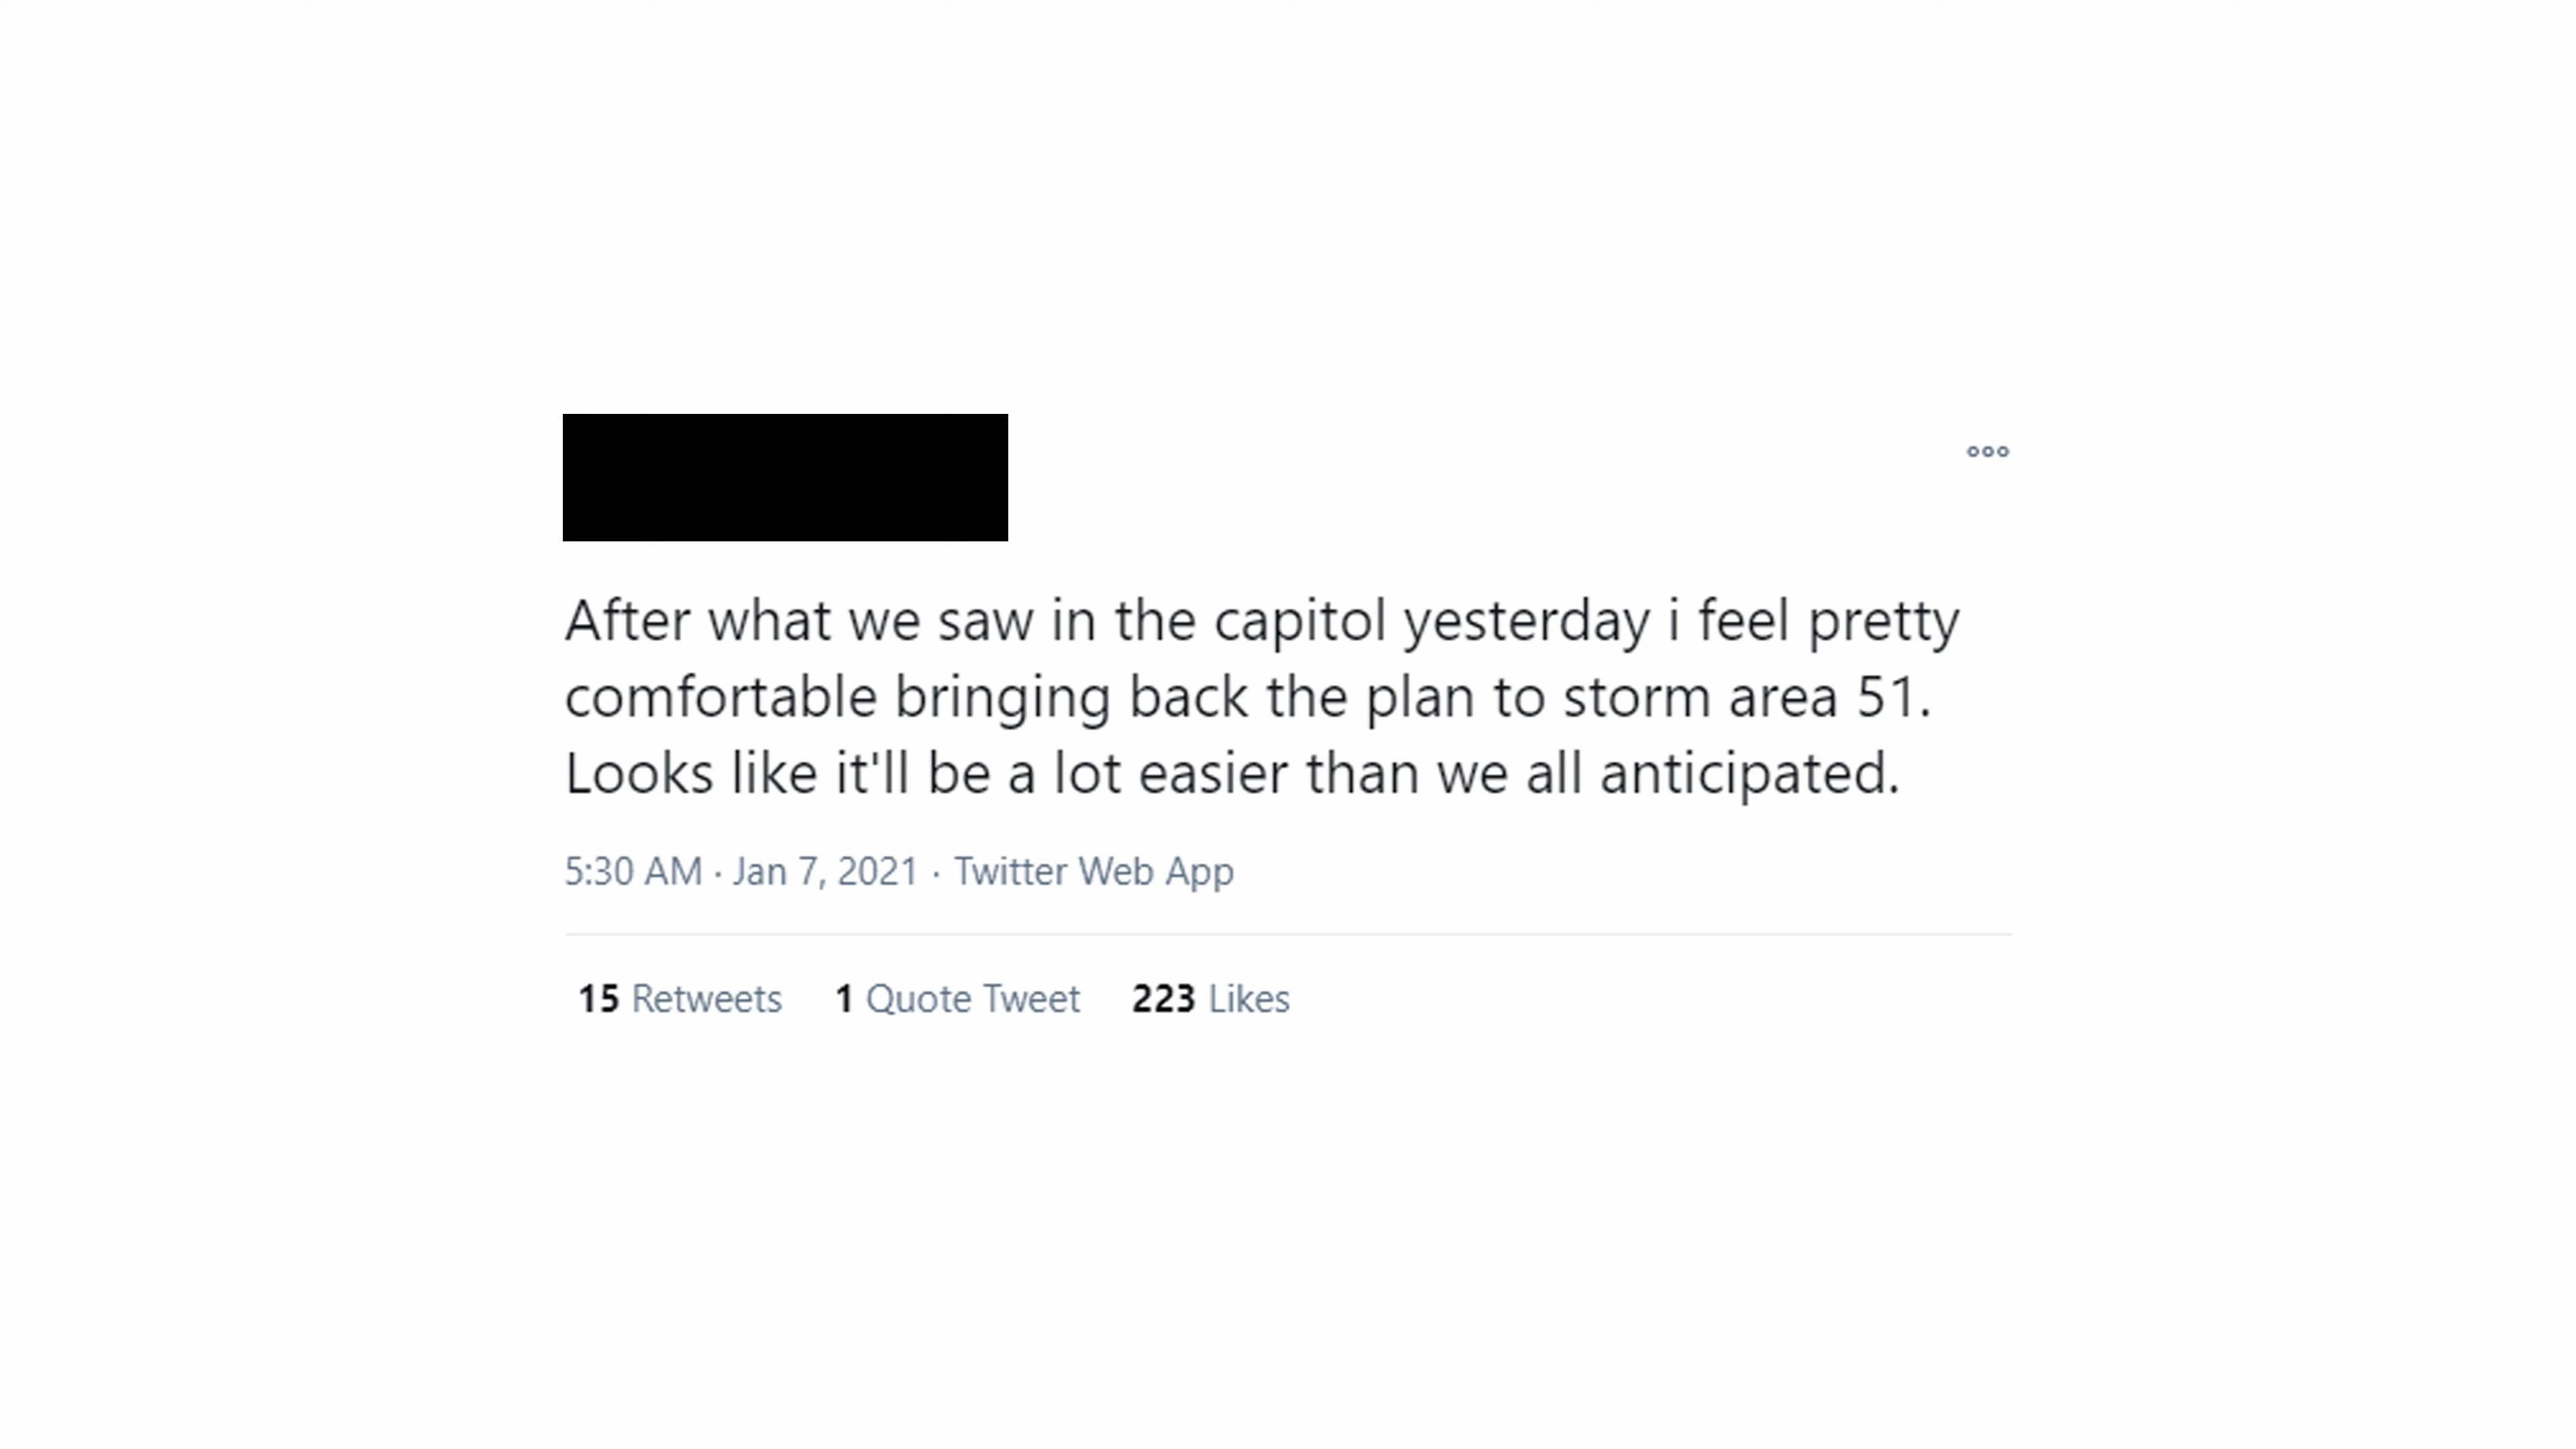 After what we saw in the capitol yesterday i feel pretty
comfortable bringing back the plan to storm area 51.
Looks like it'll be a lot easier than we all anticipated.
5:30 AM · Jan 7, 2021 · Twitter Web App
15 Retweets 1 Quote Tweet 223 Likes